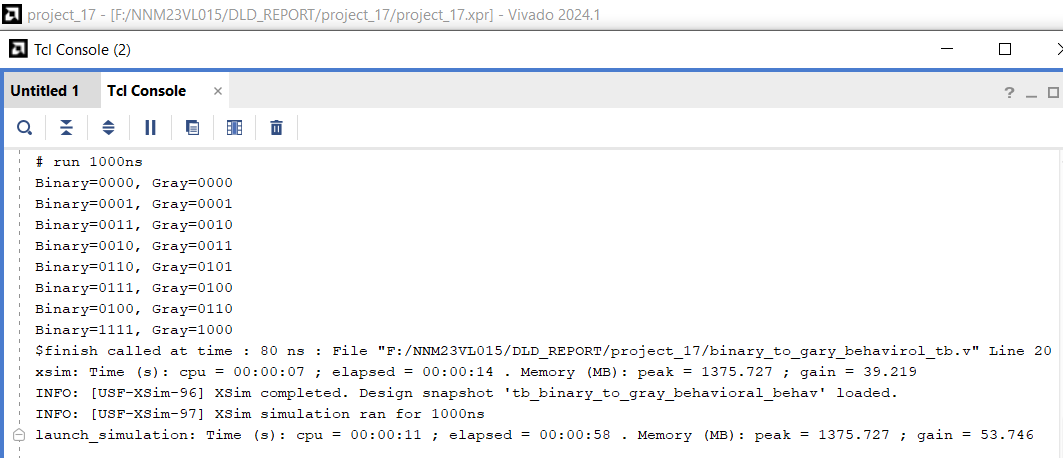 project_17 - [F:/NNM23VL015/DLD_REPORT/project_17/project_17.xpr] - Vivado 2024.1
Tcl Console (2)
Untitled 1 Tcl Console
# run 1000ns
Binary=0000, Gray=0000
Binary=0001, Gray=0001
Binary=0011, Gray=0010
Binary=0010, Gray=0011
Binary=0110, Gray=0101
Binary=0111, Gray=0100
Binary=0100, Gray=0110
Binary=1111, Gray=1000
$finish called at time : 80 ns : File "F:/NNM23VL015/DLD_REPORT/project_17/binary_to_gary_behavirol_tb.v" Line 20
xsim: Time (s): cpu = 00:00:07 ; elapsed = 00:00:14 . Memory (MB): peak = 1375.727 ; gain = 39.219
INFO: [USF-XSim-96] XSim completed. Design snapshot 'tb_binary_to_gray_behavioral_behav' loaded.
INFO: [USF-XSim-97] XSim simulation ran for 1000ns
launch_simulation: Time (s): cpu = 00:00:11 ; elapsed = 00:00:58 . Memory (MB): peak = 1375.727 ; gain = 53.746